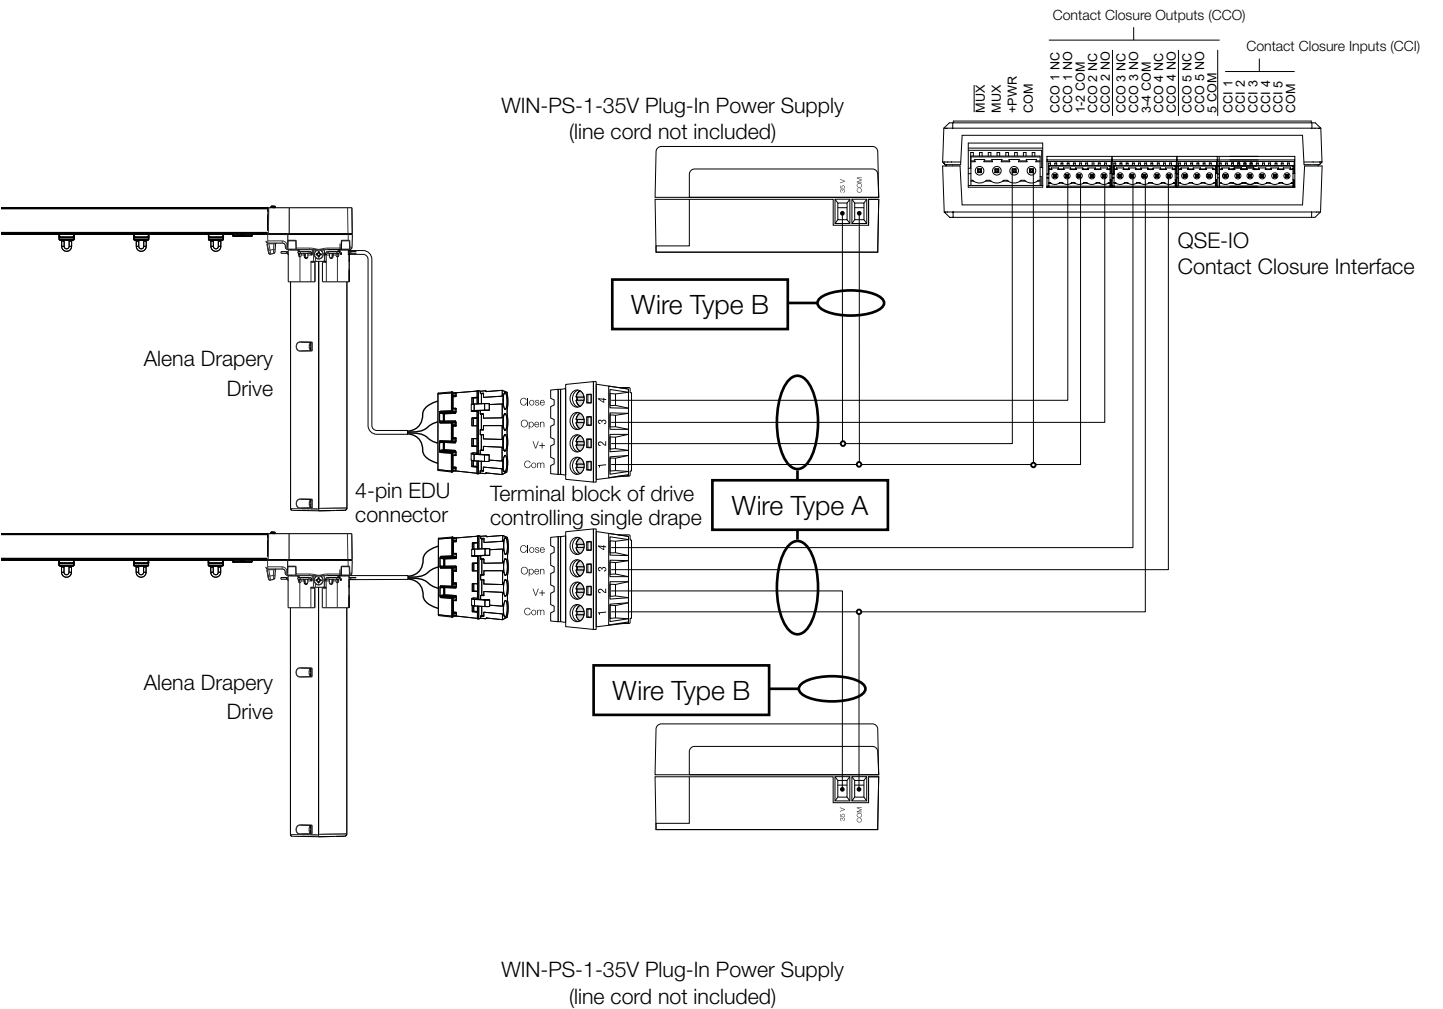 Contact Closure Outputs (CCO)
Contact Closure Inputs (CCI)
MUX
MUX
+PWR
COM
CCO 1 NC
CCO 1 NO
1-2 COM
CCO 2 NC
CCO 2 NO
CCO 3 NC
CCO 3 NO
3-4 COM
CCO 4 NC
CCO 4 NO
CCO 5 NC
CCO 5 NO
5 COM
CCI 1
CCI 2
CCI 3
CCI 4
CCI 5
COM
WIN-PS-1-35V Plug-In Power Supply
(line cord not included)
35 V
COM
QSE-IO
Contact Closure Interface
Wire Type B
Alena Drapery
Drive
Close
Open
V+
Com
4
3
2
1
4-pin EDU
connector
Terminal block of drive
controlling single drape
Wire Type A
Close
Open
V+
Com
4
3
2
1
Alena Drapery
Drive
Wire Type B
35 V
COM
WIN-PS-1-35V Plug-In Power Supply
(line cord not included)